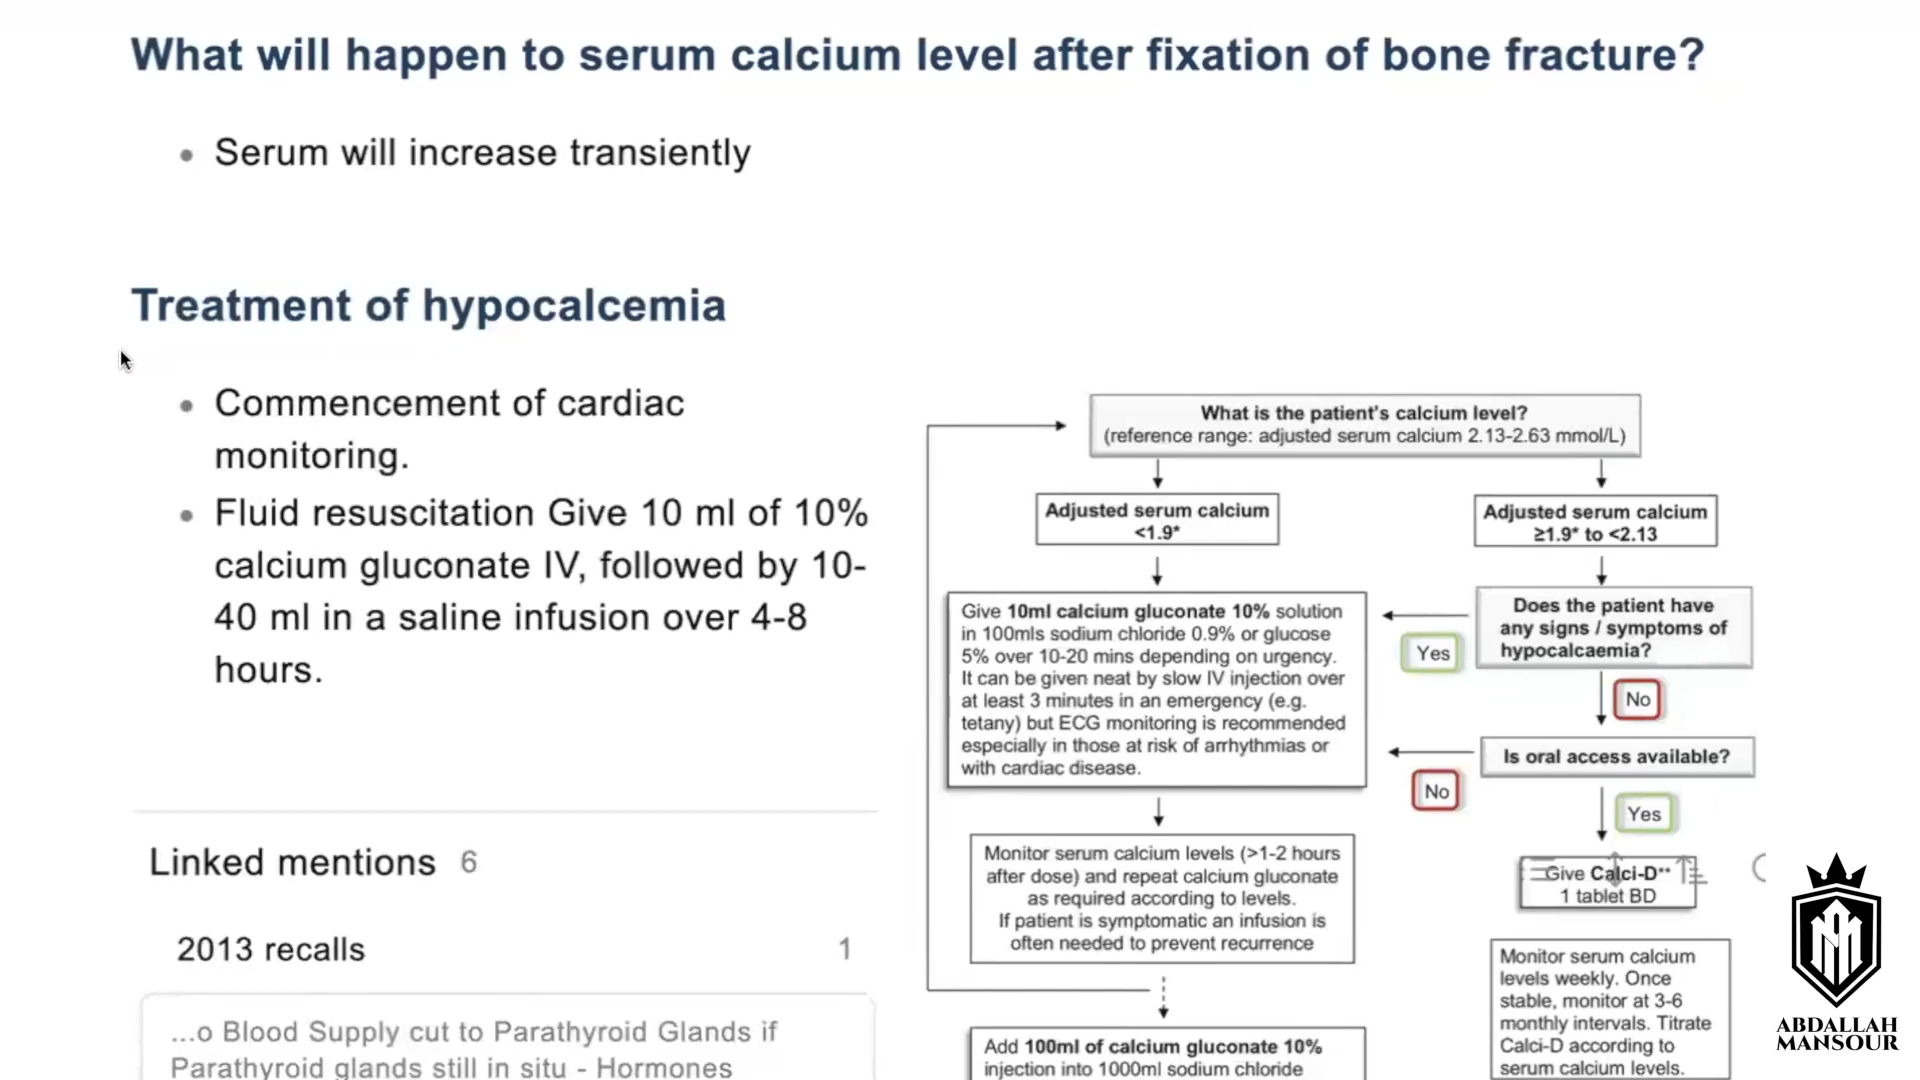 What will happen to serum calcium level after fixation of bone fracture?
Serum will increase transiently
Treatment of hypocalcemia
Commencement of cardiac
monitoring.
Fluid resuscitation Give 10 ml of 10%
calcium gluconate IV, followed by 10-
40 ml in a saline infusion over 4-8
hours.
Linked mentions 6
2013 recalls 1
...o Blood Supply cut to Parathyroid Glands if
Parathyroid glands still in situ - Hormones
What is the patient's calcium level?
(reference range: adjusted serum calcium 2.13-2.63 mmol/L)
Adjusted serum calcium
<1.9*
Adjusted serum calcium
≥1.9* to <2.13
Give 10ml calcium gluconate 10% solution
in 100mls sodium chloride 0.9% or glucose
5% over 10-20 mins depending on urgency.
It can be given neat by slow IV injection over
at least 3 minutes in an emergency (e.g.
tetany) but ECG monitoring is recommended
especially in those at risk of arrhythmias or
with cardiac disease.
Does the patient have
any signs / symptoms of
hypocalcaemia?
Yes
No
Is oral access available?
No
Yes
Monitor serum calcium levels (>1-2 hours
after dose) and repeat calcium gluconate
as required according to levels.
If patient is symptomatic an infusion is
often needed to prevent recurrence
Give Calci-D**
1 tablet BD
Monitor serum calcium
levels weekly. Once
stable, monitor at 3-6
monthly intervals. Titrate
Calci-D according to
serum calcium levels.
Add 100ml of calcium gluconate 10%
injection into 1000ml sodium chloride
ABDALLAH
MANSOUR